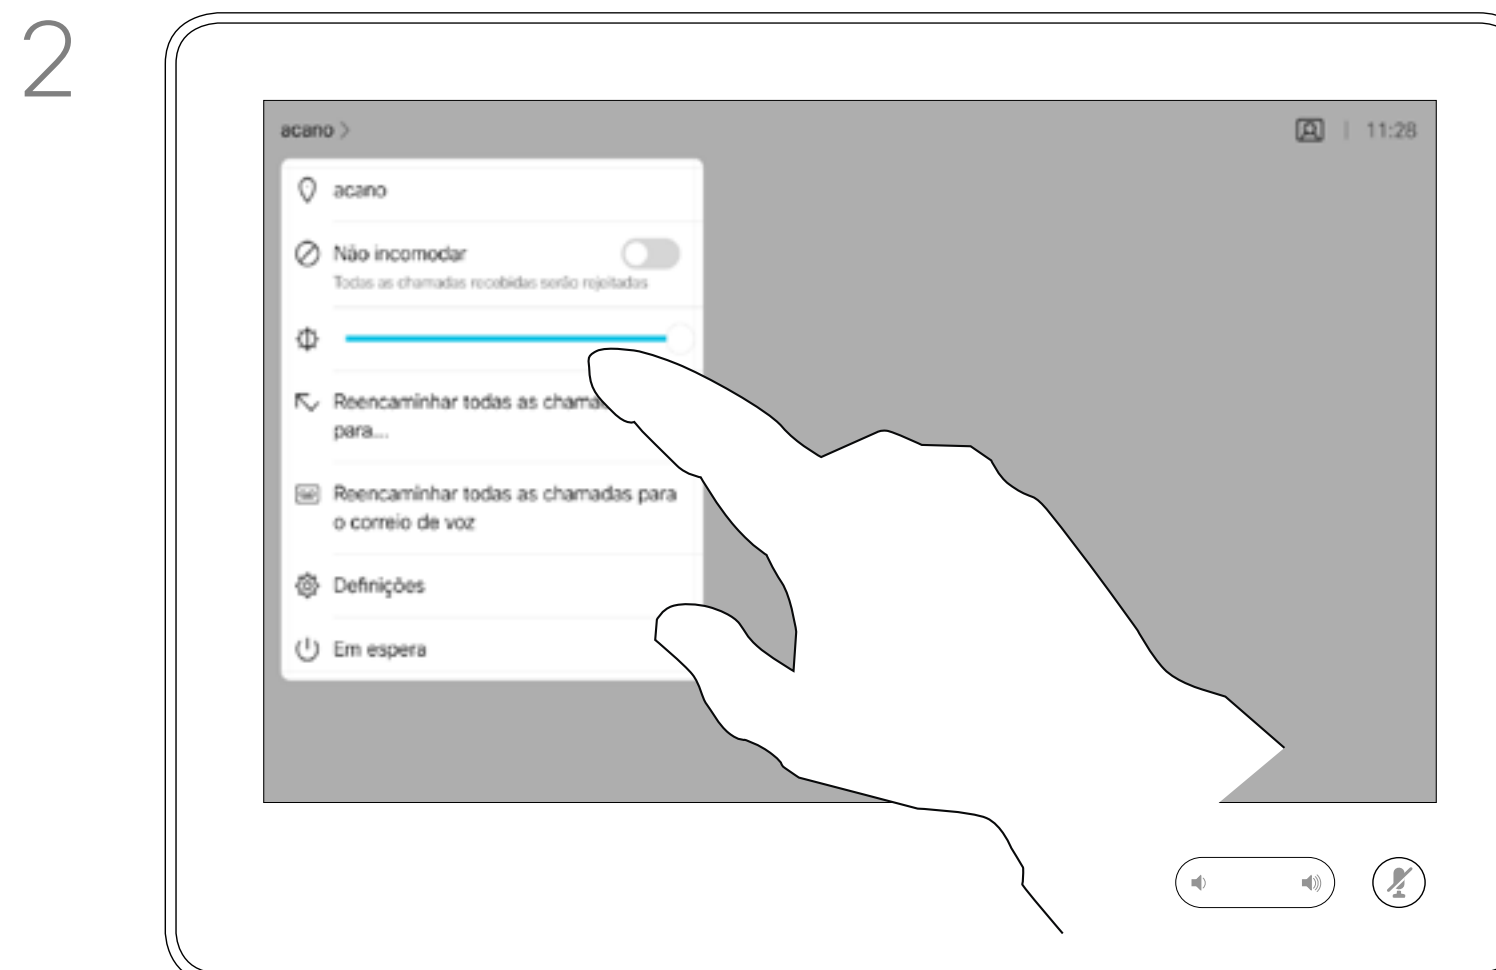 2
acano
11:28
acano
Não incomodar
Todas as chamadas recebidas serão rejeitadas
Reencaminhar todas as
para...
Reencaminhar todas as chamadas para
o correio de voz
Definições
Em espera